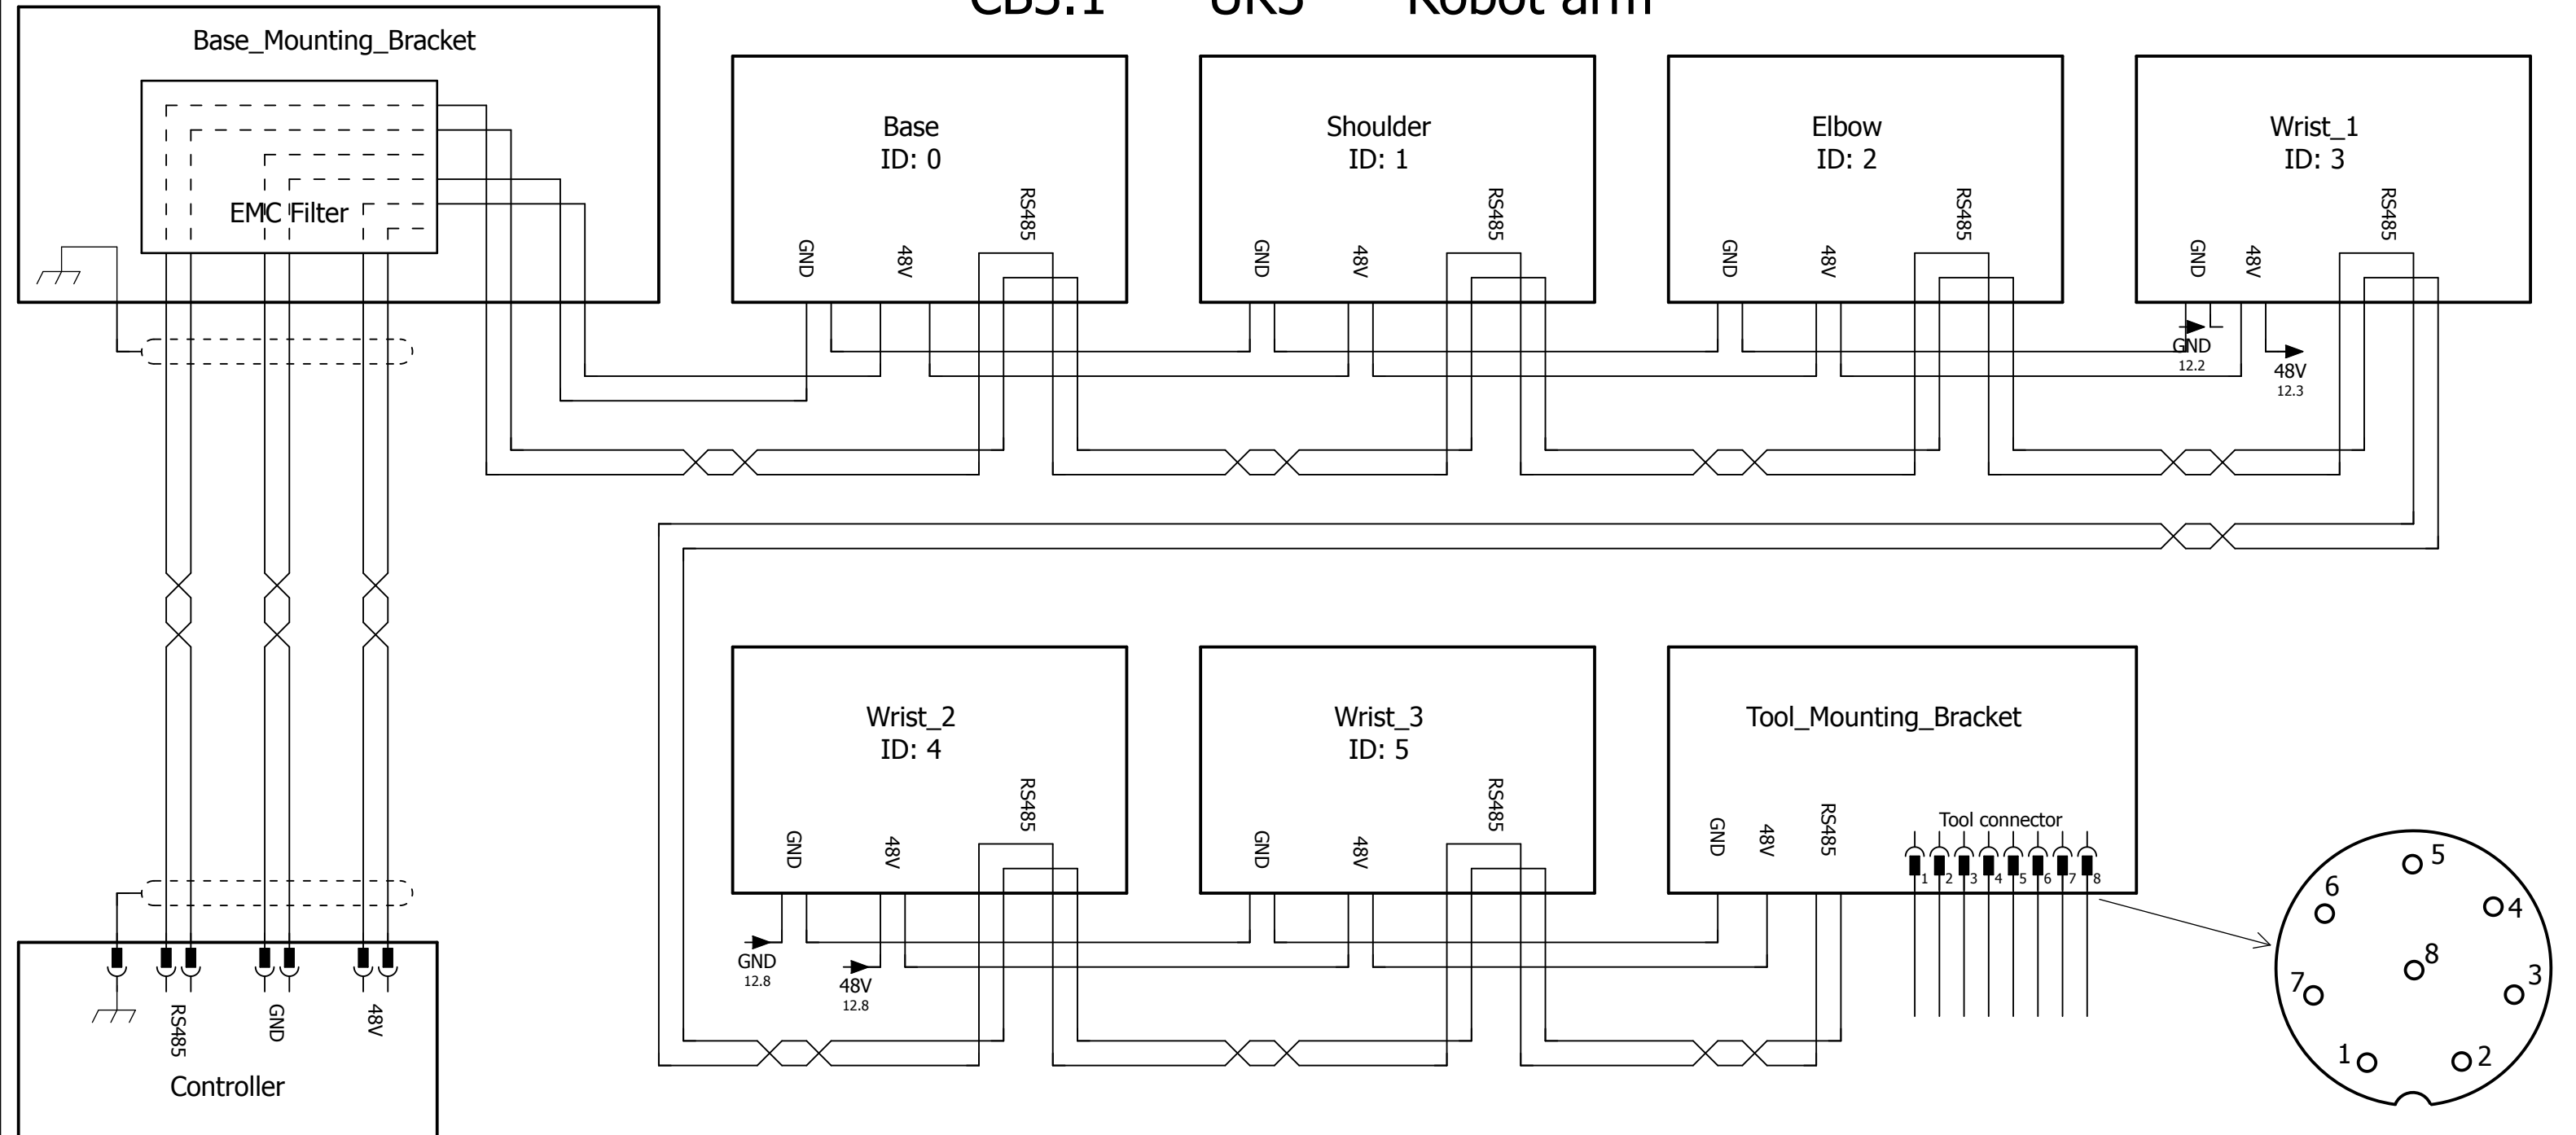 Robot arm
Base_Mounting_Bracket
EMC Filter
Base
ID: 0
GND
48V
RS485
Shoulder
ID: 1
GND
48V
RS485
Elbow
ID: 2
GND
48V
RS485
Wrist_1
ID: 3
GND
48V
RS485
GND
12.2
48V
12.3
Wrist_2
ID: 4
GND
48V
RS485
GND
12.8
48V
12.8
Wrist_3
ID: 5
GND
48V
RS485
Tool_Mounting_Bracket
GND
48V
RS485
Tool connector
1 2 3 4 5 6 7 8
5
6
4
8
7
3
1
2
RS485
GND
48V
Controller